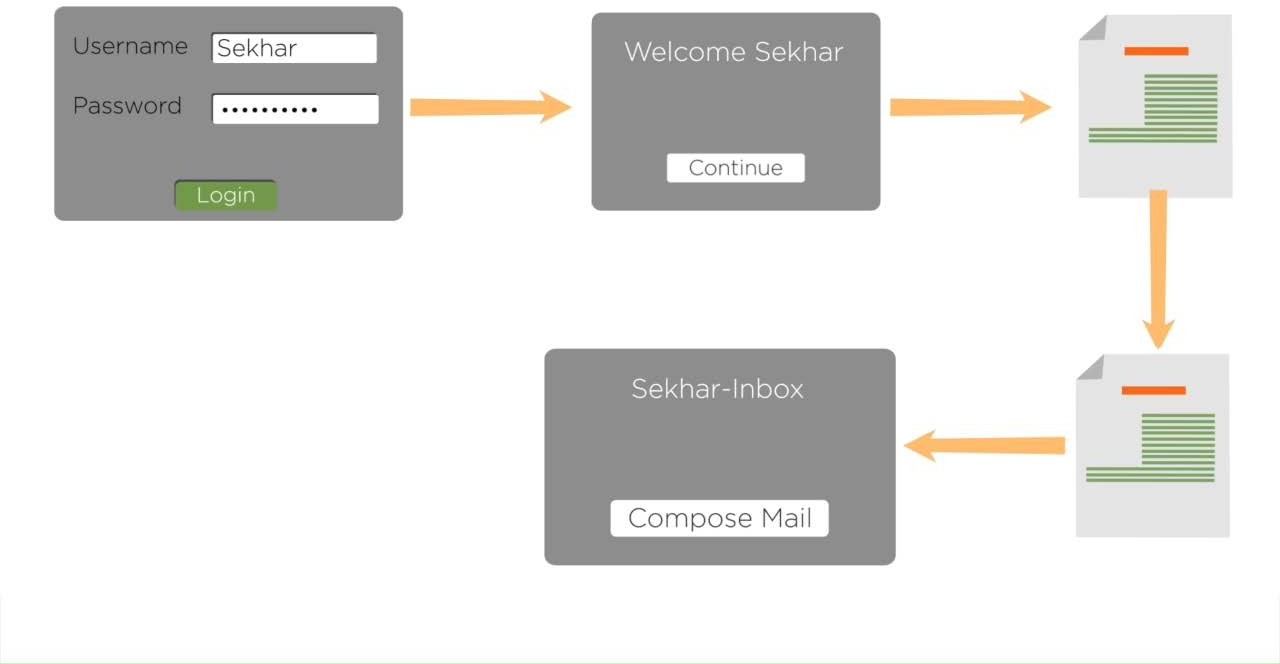 Username Sekhar
Password ••••••••••
Login
Welcome Sekhar
Continue
Sekhar-Inbox
Compose Mail